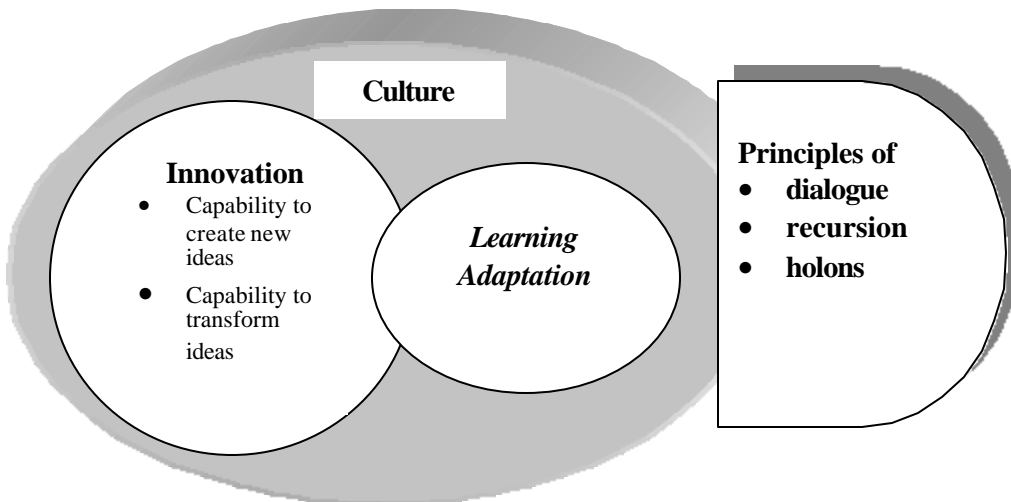 Culture
Innovation
• Capability to
create new
ideas
• Capability to
transform
ideas
Learning
Adaptation
Principles of
• dialogue
• recursion
• holons